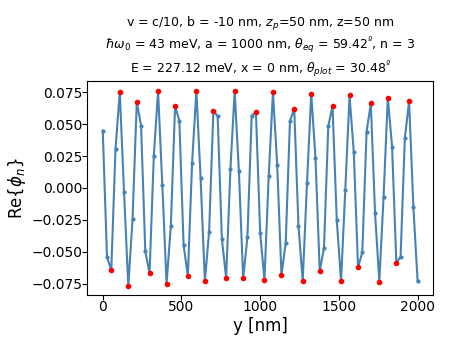 v = c/10, b = -10 nm, $z_p$=50 nm, z=50 nm
ℏω₀ = 43 meV, a = 1000 nm, θ_eq = 59.42°, n = 3
E = 227.12 meV, x = 0 nm, θ_plot = 30.48°
0.075
0.050
0.025
0.000
−0.025
−0.050
−0.075
Re{ϕₙ}
0
500
1000
1500
2000
y [nm]